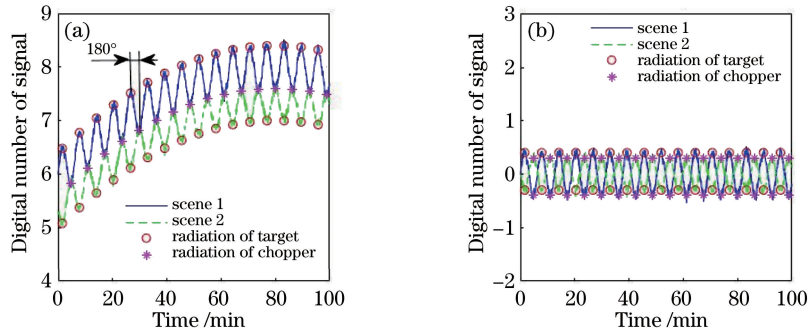 (a)
180°
9
8
7
6
5
4
Digital number of signal
scene 1
scene 2
radiation of target
radiation of chopper
0
20
40
60
80
100
Time /min
(b)
3
2
1
0
−1
−2
Digital number of signal
scene 1
scene 2
radiation of target
radiation of chopper
0
20
40
60
80
100
Time /min